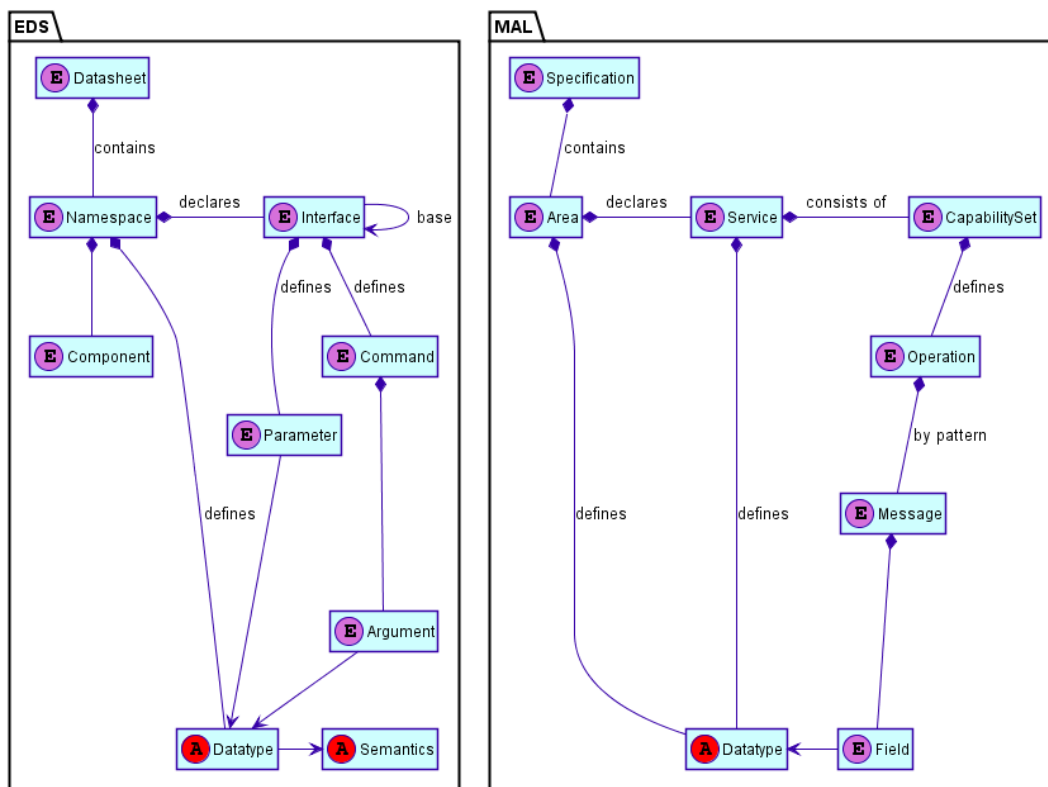 EDS
E Datasheet
contains
E Namespace
declares
E Interface
base
defines
defines
E Component
E Command
E Parameter
defines
E Argument
A Datatype
A Semantics
MAL
E Specification
contains
E Area
declares
E Service
consists of
E CapabilitySet
defines
E Operation
by pattern
E Message
defines
defines
A Datatype
E Field